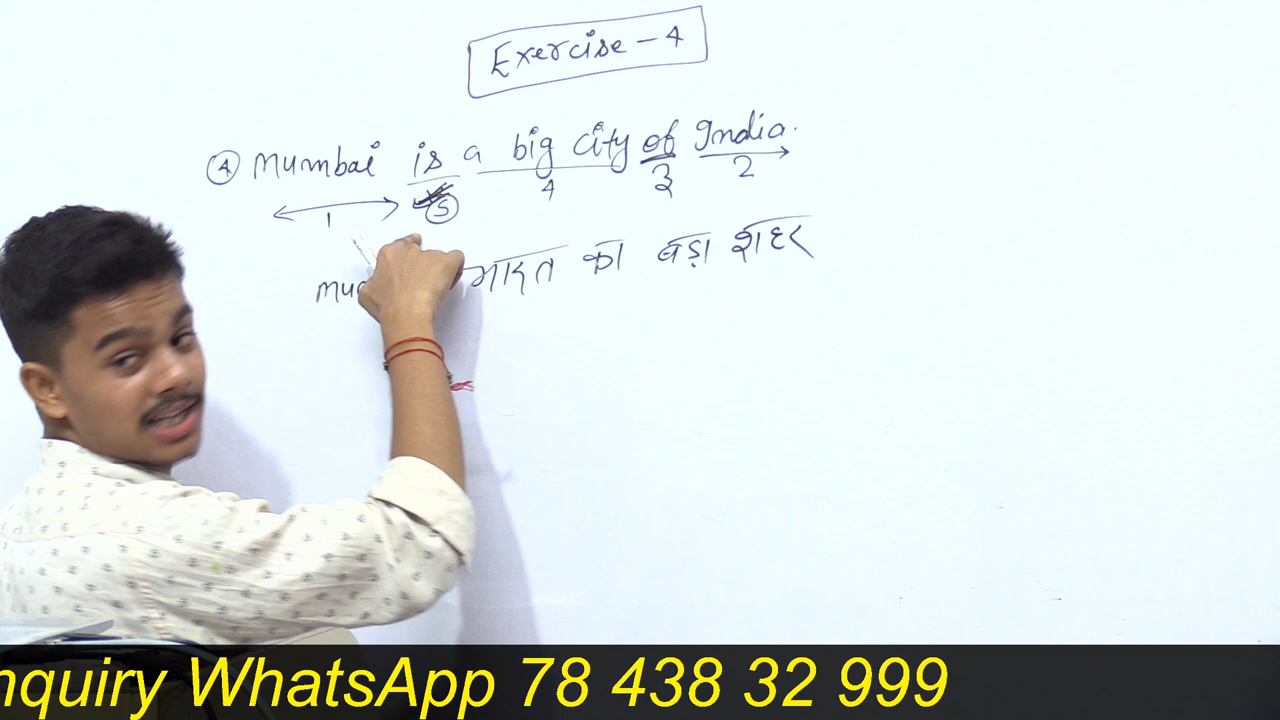 Exercise - 4
④ Mumbai is a big city of India.
1 ⑤ 4 3 2
भारत का बड़ा शहर
nquiry WhatsApp 78 438 32 999